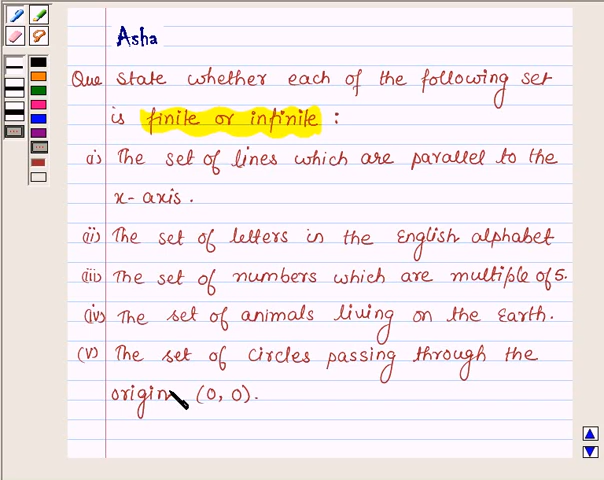 Asha
Que state whether each of the following set
is finite or infinite :
(i) The set of lines which are parallel to the
x-axis.
(ii) The set of letters in the English alphabet
(iii) The set of numbers which are multiple of 5.
(iv) The set of animals living on the Earth.
(v) The set of circles passing through the
origin (0, 0).